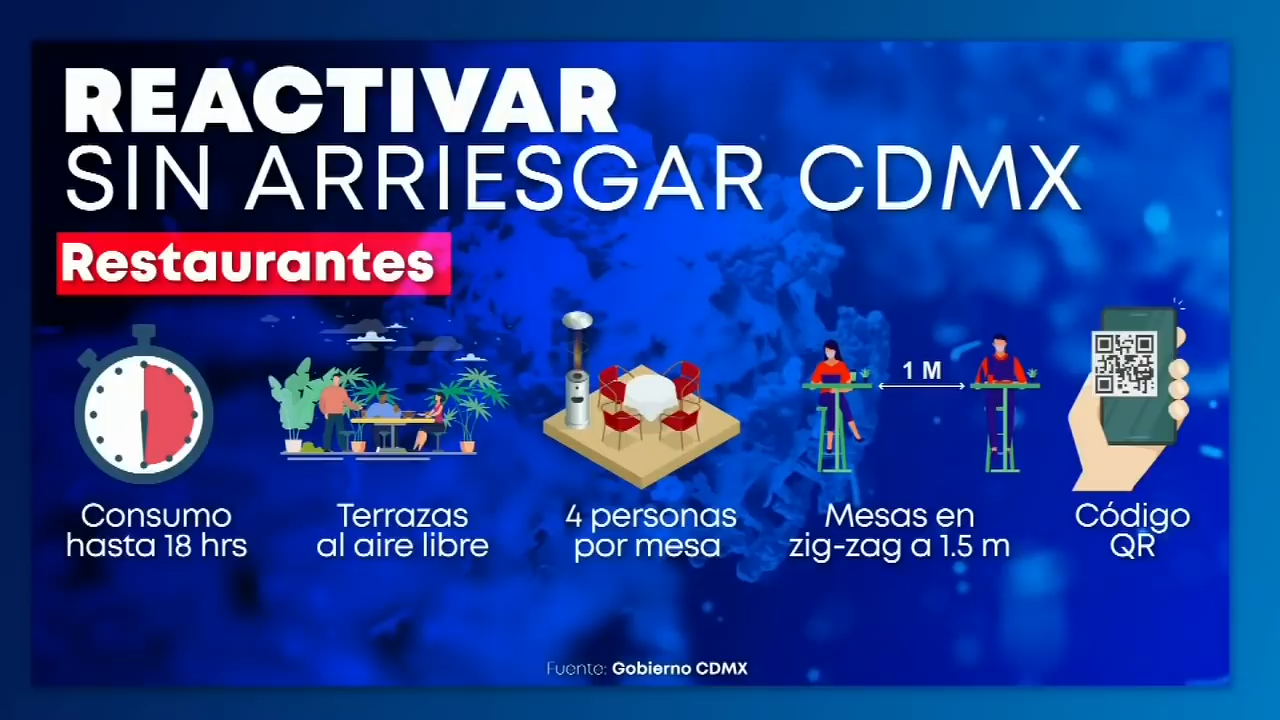 REACTIVAR
SIN ARRIESGAR CDMX
Restaurantes
1 M
Consumo
hasta 18 hrs
Terrazas
al aire libre
4 personas
por mesa
Mesas en
zig-zag a 1.5 m
Código
QR
Fuente: Gobierno CDMX